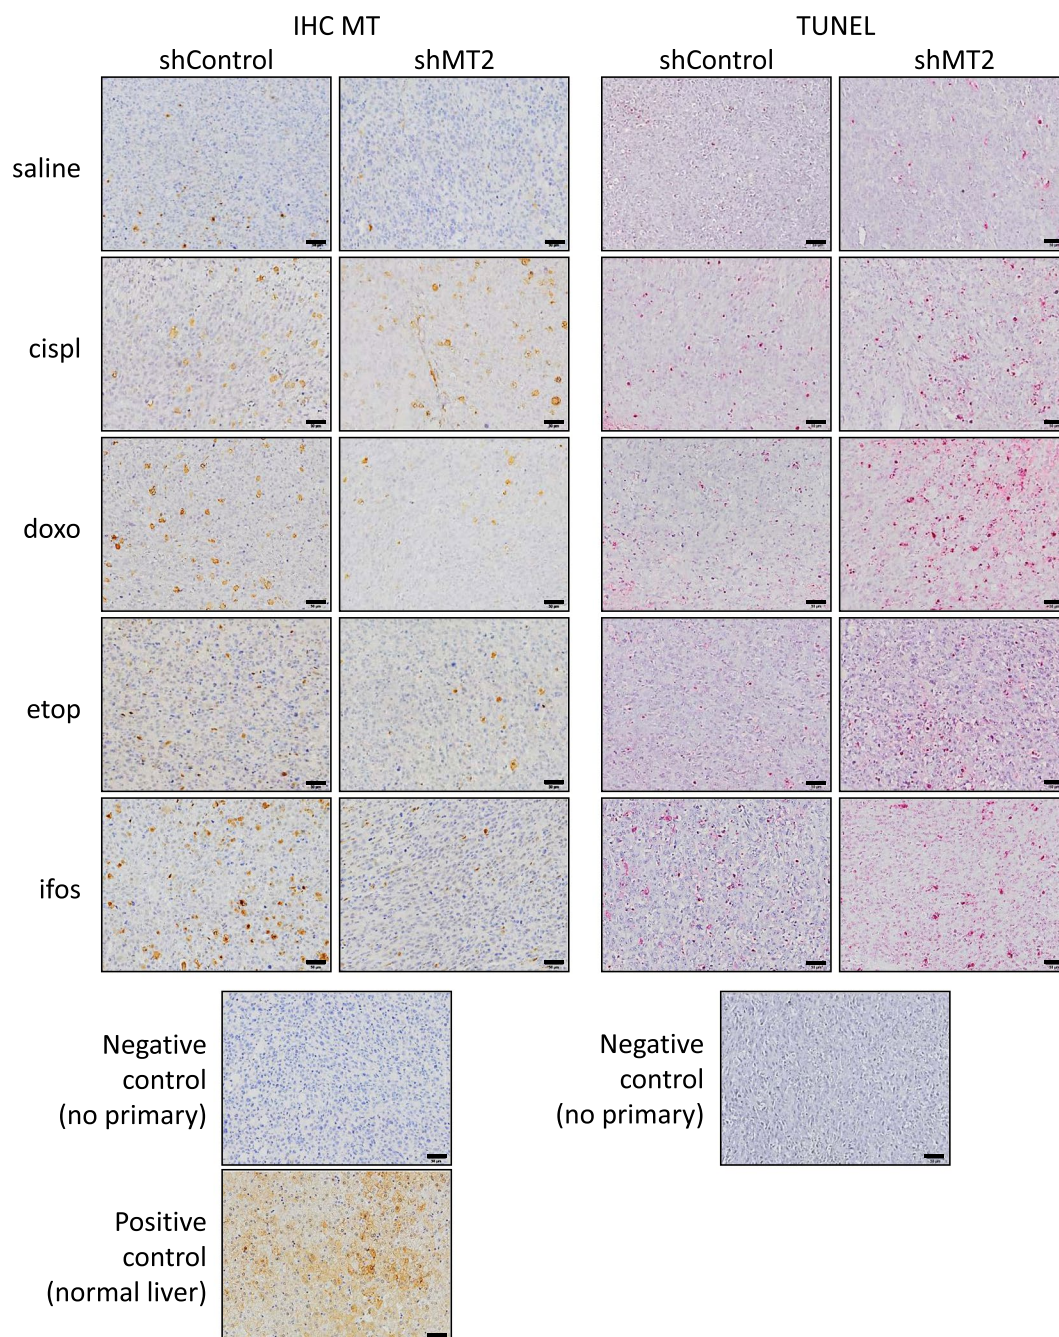 IHC MT
TUNEL
shControl
shMT2
shControl
shMT2
saline
cispl
doxo
etop
ifos
Negative
control
(no primary)
Negative
control
(no primary)
Positive
control
(normal liver)